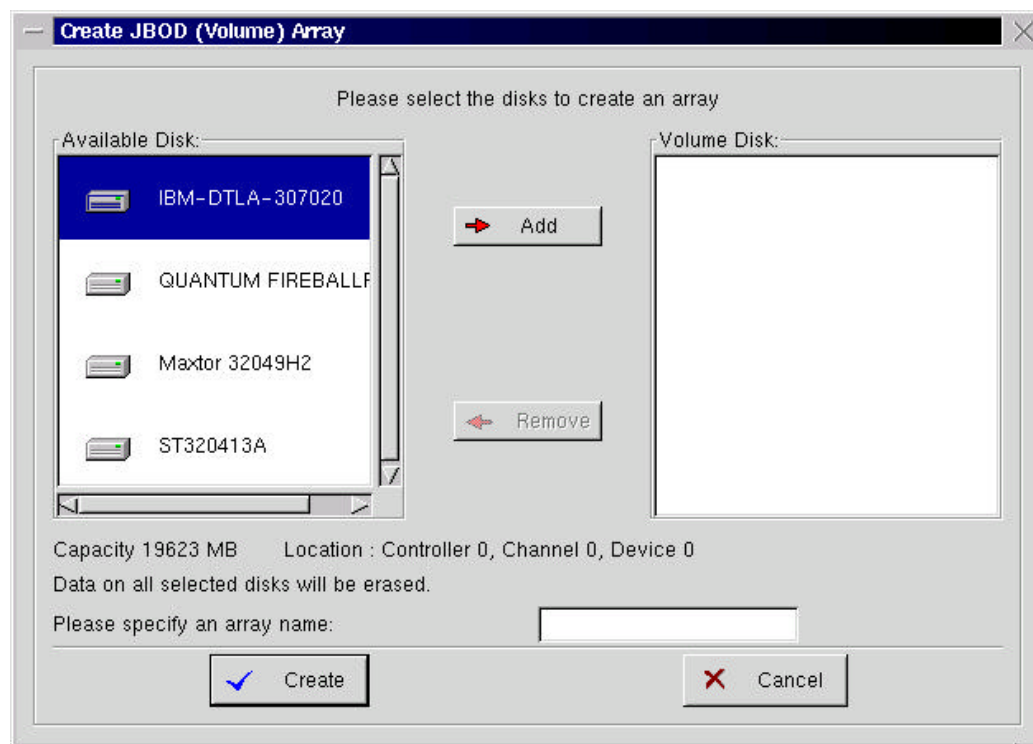 Create JBOD (Volume) Array
Please select the disks to create an array
Available Disk:
Volume Disk:
IBM-DTLA-307020
Add
QUANTUM FIREBALLF
Maxtor 32049H2
Remove
ST320413A
Capacity 19623 MB Location : Controller 0, Channel 0, Device 0
Data on all selected disks will be erased.
Please specify an array name:
Create
Cancel